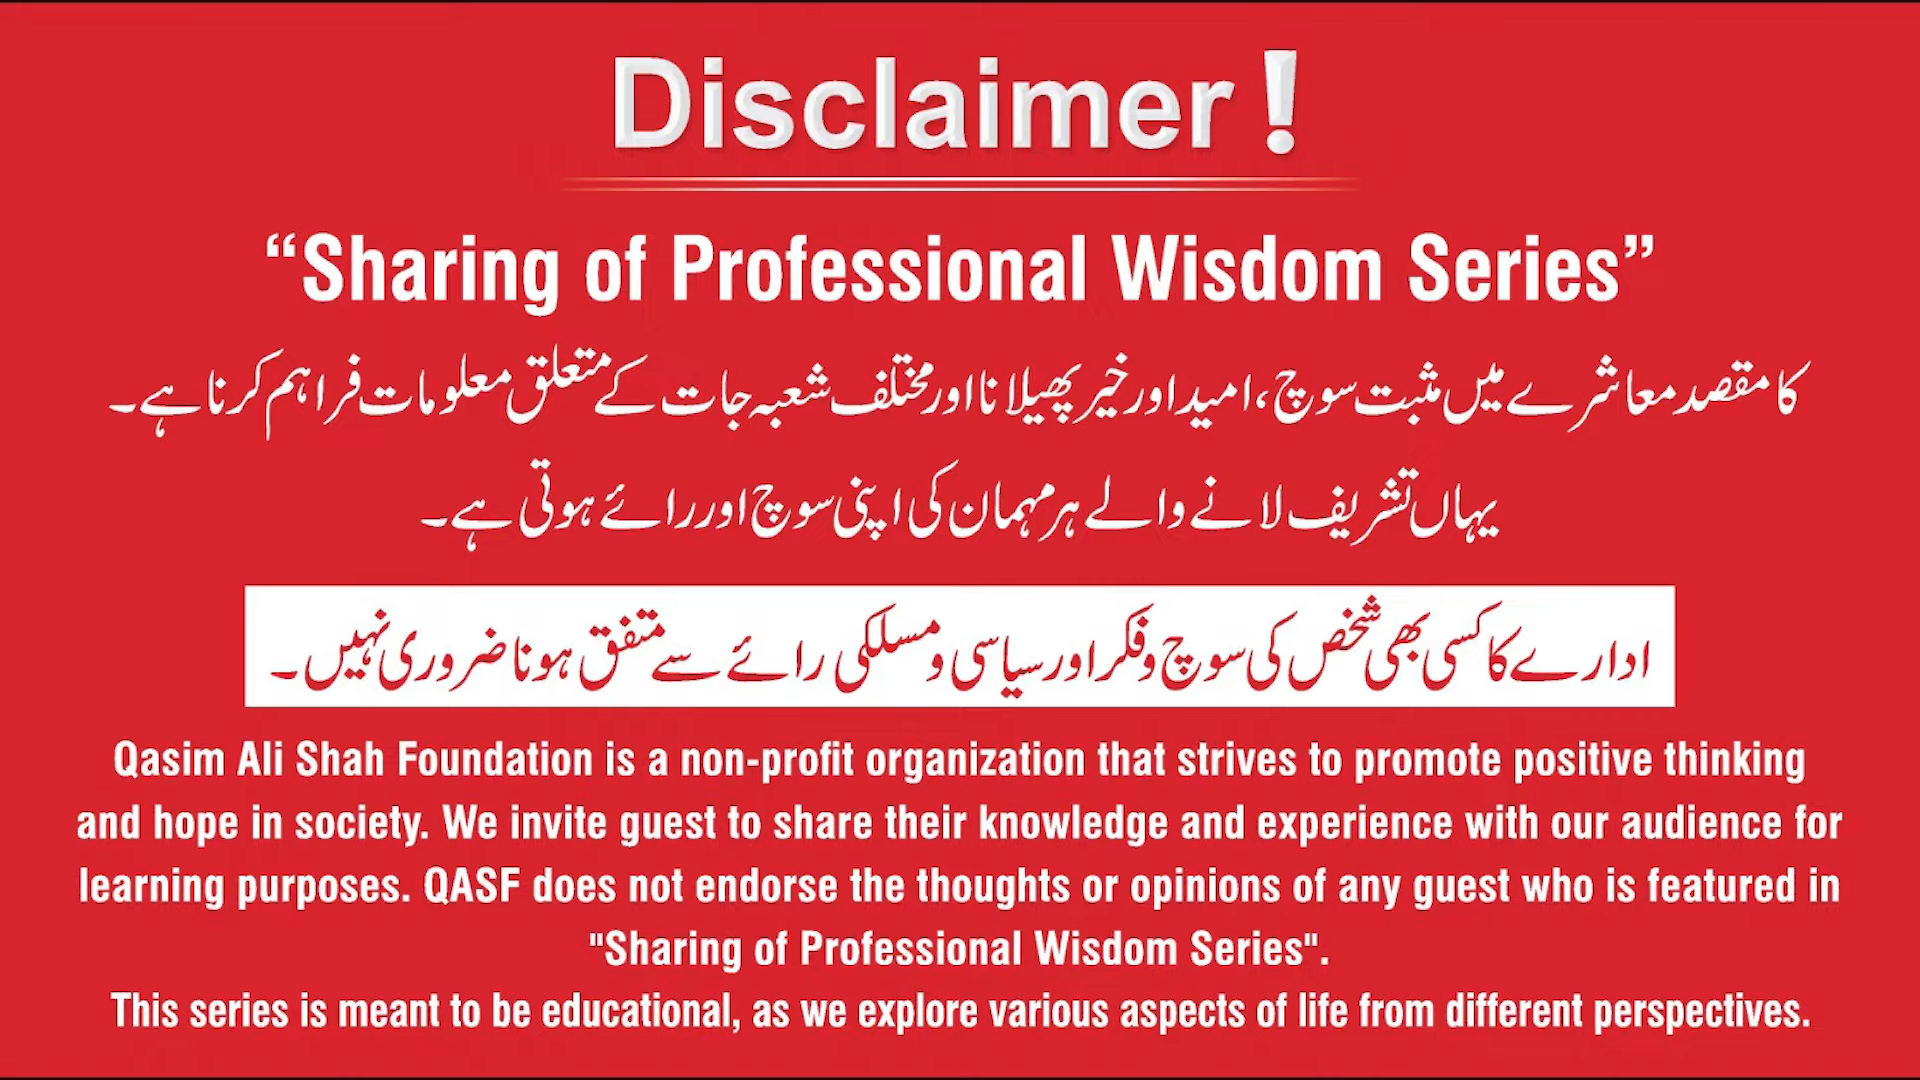 Disclaimer!
“Sharing of Professional Wisdom Series”
کا مقصد معاشرے میں مثبت سوچ، امید اور خیر پھیلانا اور مختلف شعبہ جات کے متعلق معلومات فراہم کرنا ہے۔
یہاں تشریف لانے والے ہر مہمان کی اپنی سوچ اور رائے ہوتی ہے۔
ادارے کا کسی بھی شخص کی سوچ و فکر اور سیاسی و مسلکی رائے سے متفق ہونا ضروری نہیں۔
Qasim Ali Shah Foundation is a non-profit organization that strives to promote positive thinking
and hope in society. We invite guest to share their knowledge and experience with our audience for
learning purposes. QASF does not endorse the thoughts or opinions of any guest who is featured in
"Sharing of Professional Wisdom Series".
This series is meant to be educational, as we explore various aspects of life from different perspectives.